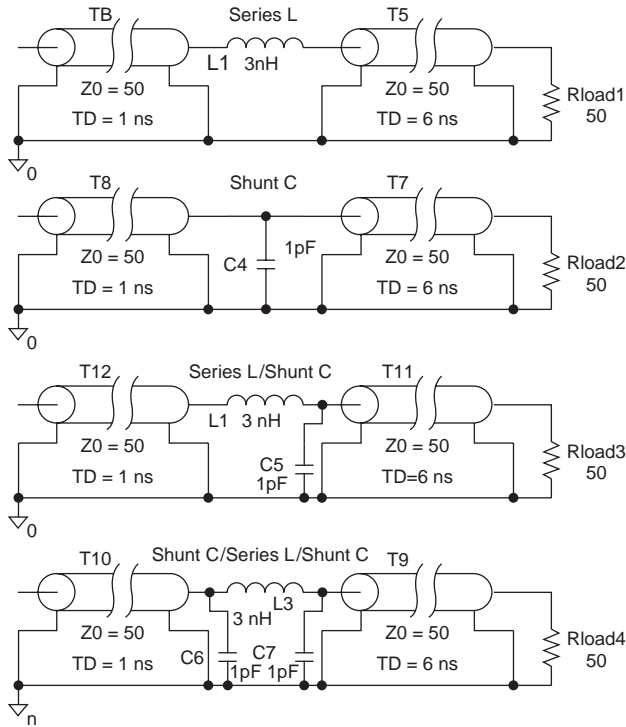 TB Series L T5
L1 3nH
Z0 = 50 Z0 = 50 Rload1
TD = 1 ns TD = 6 ns 50
0
T8 Shunt C T7
1pF
Z0 = 50 C4 Z0 = 50 Rload2
TD = 1 ns TD = 6 ns 50
0
T12 Series L/Shunt C T11
L1 3 nH
Z0 = 50 C5 Z0 = 50 Rload3
TD = 1 ns 1pF TD=6 ns 50
0
Shunt C/Series L/Shunt C
T10 T9
L3
3 nH
Z0 = 50 C6 C7 Z0 = 50 Rload4
TD = 1 ns 1pF 1pF TD = 6 ns 50
n